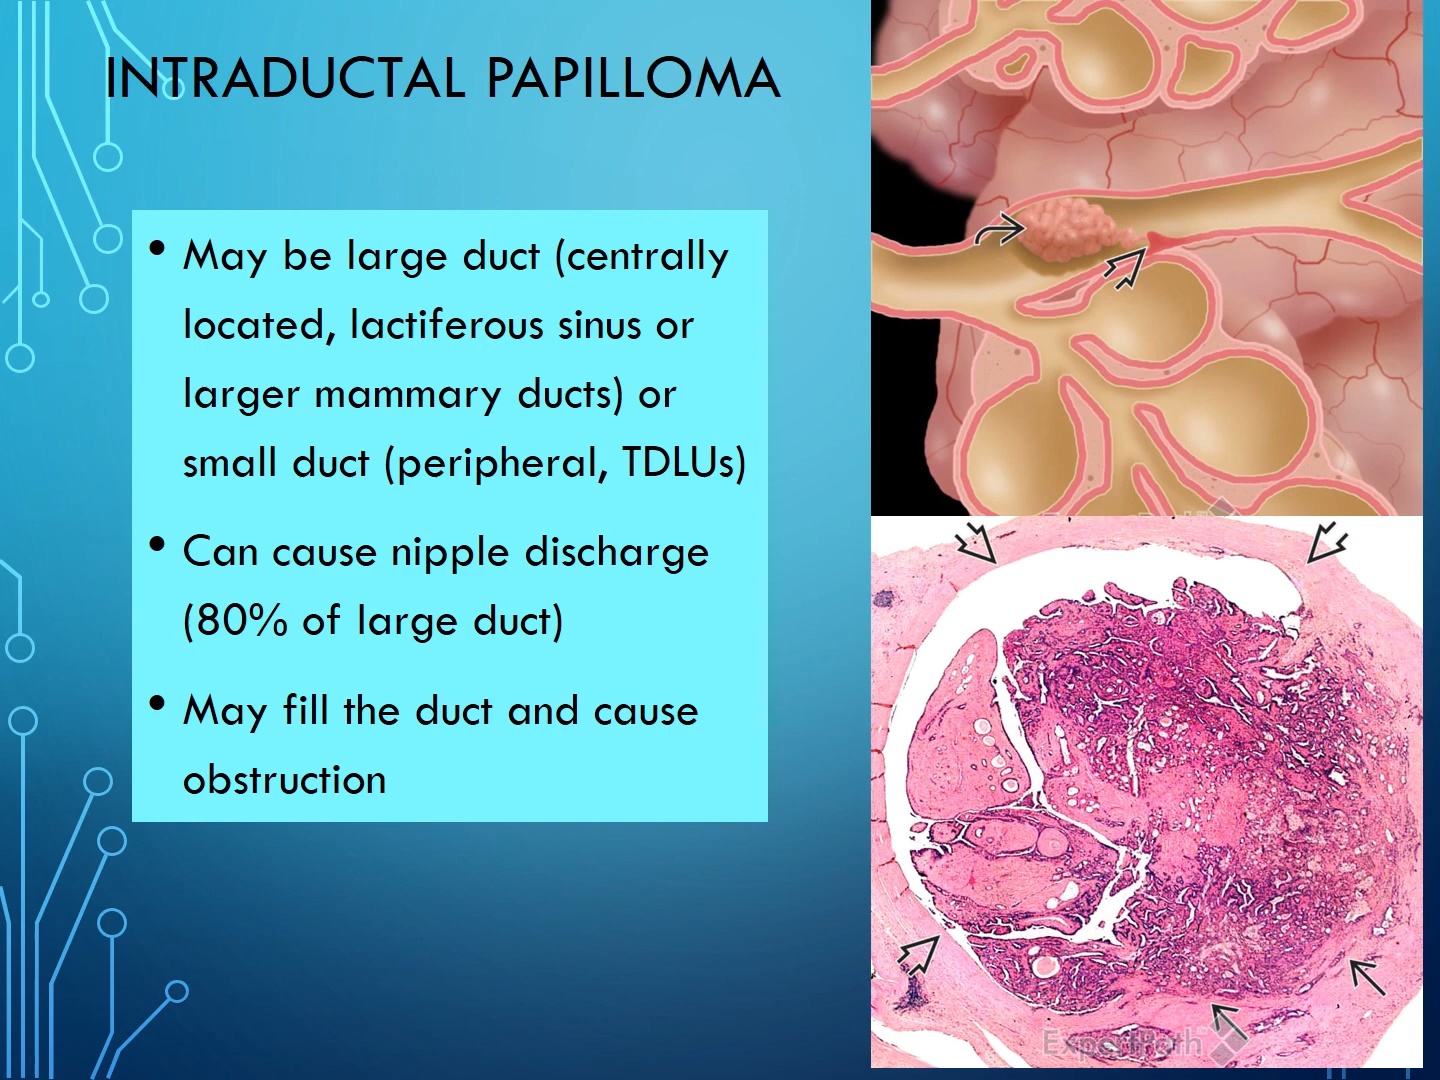 INTRADUCTAL PAPILLOMA
• May be large duct (centrally
located, lactiferous sinus or
larger mammary ducts) or
small duct (peripheral, TDLUs)
• Can cause nipple discharge
(80% of large duct)
• May fill the duct and cause
obstruction
ExpertPath